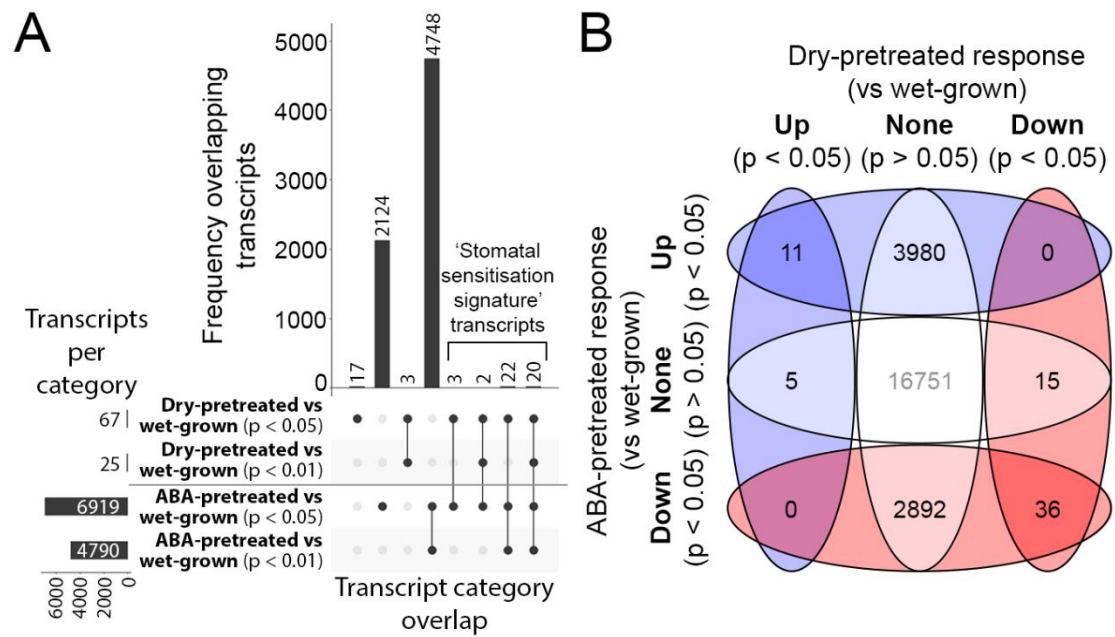 A
Frequency overlapping
transcripts
5000
4000
3000
2000
1000
0
17
2124
3
4748
3
2
22
20
'Stomatal
sensitisation
signature'
transcripts
Transcripts
per
category
67
Dry-pretreated vs
wet-grown (p < 0.05)
25
Dry-pretreated vs
wet-grown (p < 0.01)
6919
ABA-pretreated vs
wet-grown (p < 0.05)
4790
ABA-pretreated vs
wet-grown (p < 0.01)
6000
4000
2000
0
Transcript category
overlap
B
Dry-pretreated response
(vs wet-grown)
Up
None
Down
(p < 0.05)
(p > 0.05)
(p < 0.05)
ABA-pretreated response
(vs wet-grown)
Up
(p < 0.05)
None
(p > 0.05)
Down
(p < 0.05)
11
3980
0
5
16751
15
0
2892
36